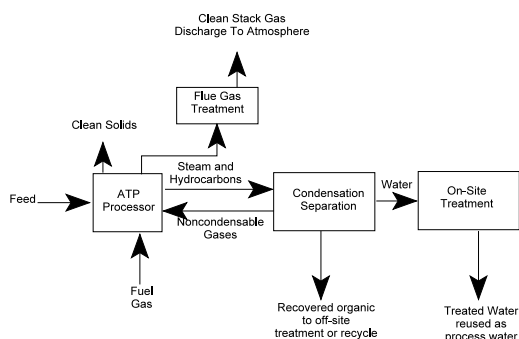 Clean Stack Gas
Discharge To Atmosphere
Flue Gas
Treatment
Clean Solids
Steam and
Hydrocarbons
Feed
ATP
Processor
Condensation
Separation
Water
On-Site
Treatment
Noncondensable
Gases
Fuel
Gas
Recovered organic
to off-site
treatment or recycle
Treated Water
reused as
process water